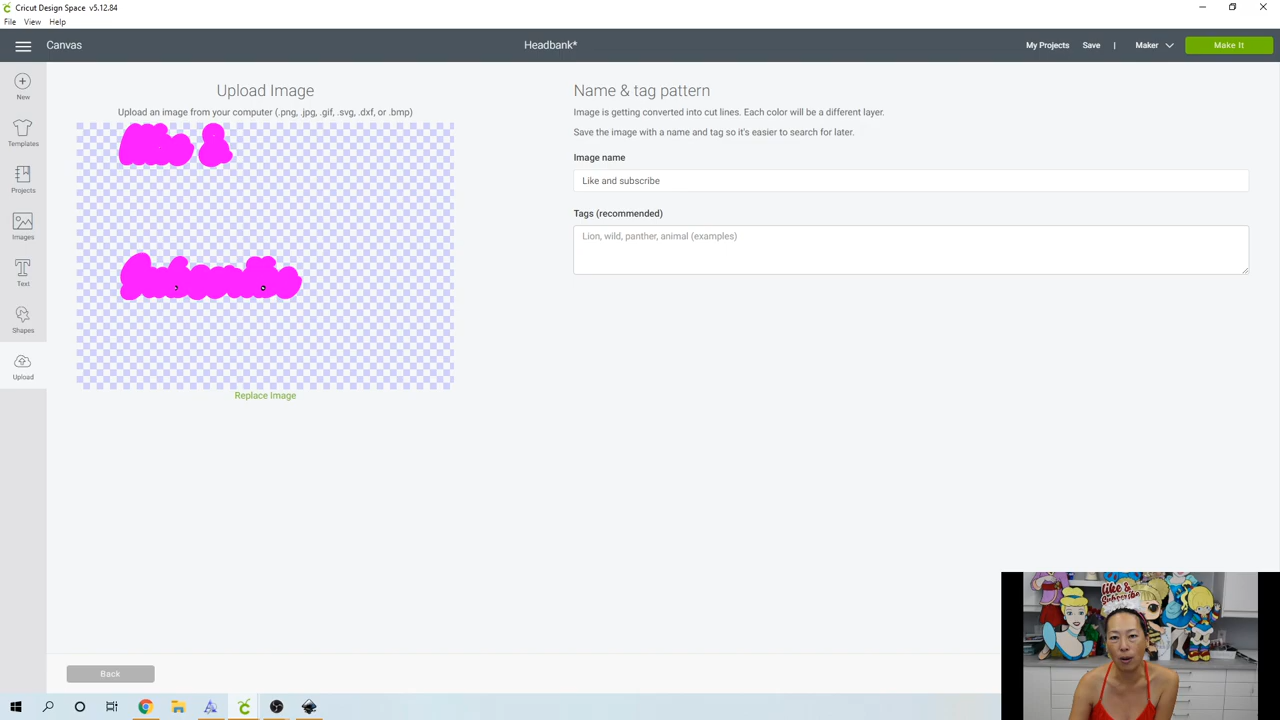 Cricut Design Space v5.12.84
File View Help
Canvas
Headbank*
My Projects Save | Maker Make It
New
Templates
Projects
Images
Text
Shapes
Upload
Upload Image
Upload an image from your computer (.png, .jpg, .gif, .svg, .dxf, or .bmp)
Replace Image
Name & tag pattern
Image is getting converted into cut lines. Each color will be a different layer.
Save the image with a name and tag so it's easier to search for later.
Image name
Like and subscribe
Tags (recommended)
Lion, wild, panther, animal (examples)
Back
like &
Subscribe